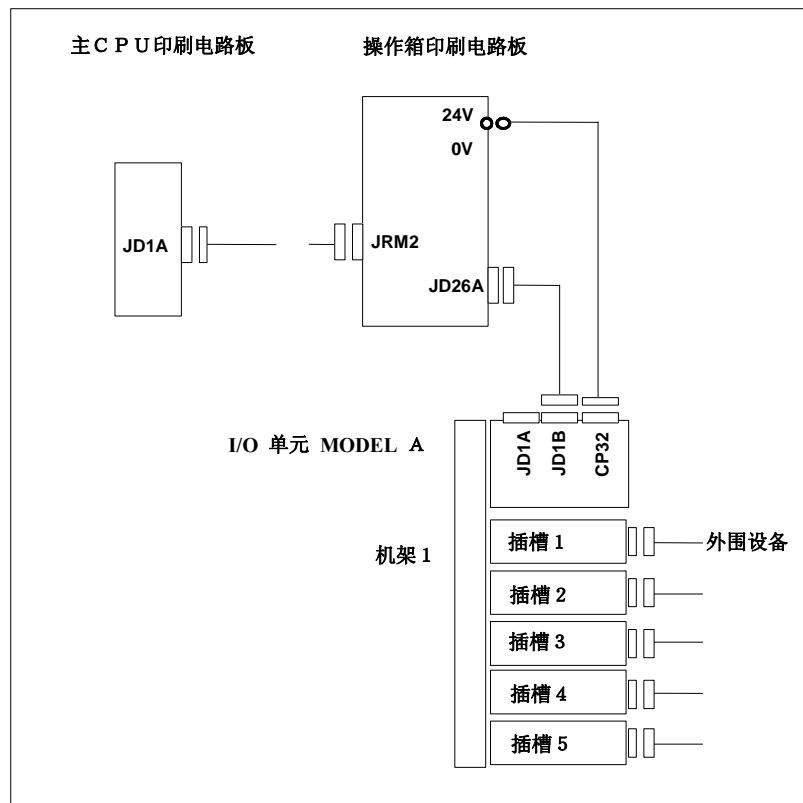 主ＣＰＵ印刷电路板
操作箱印刷电路板
24V
0V
JD1A
JRM2
JD26A
I/O 单元 MODEL A
JD1A
JD1B
CP32
机架 1
插槽 1
外围设备
插槽 2
插槽 3
插槽 4
插槽 5